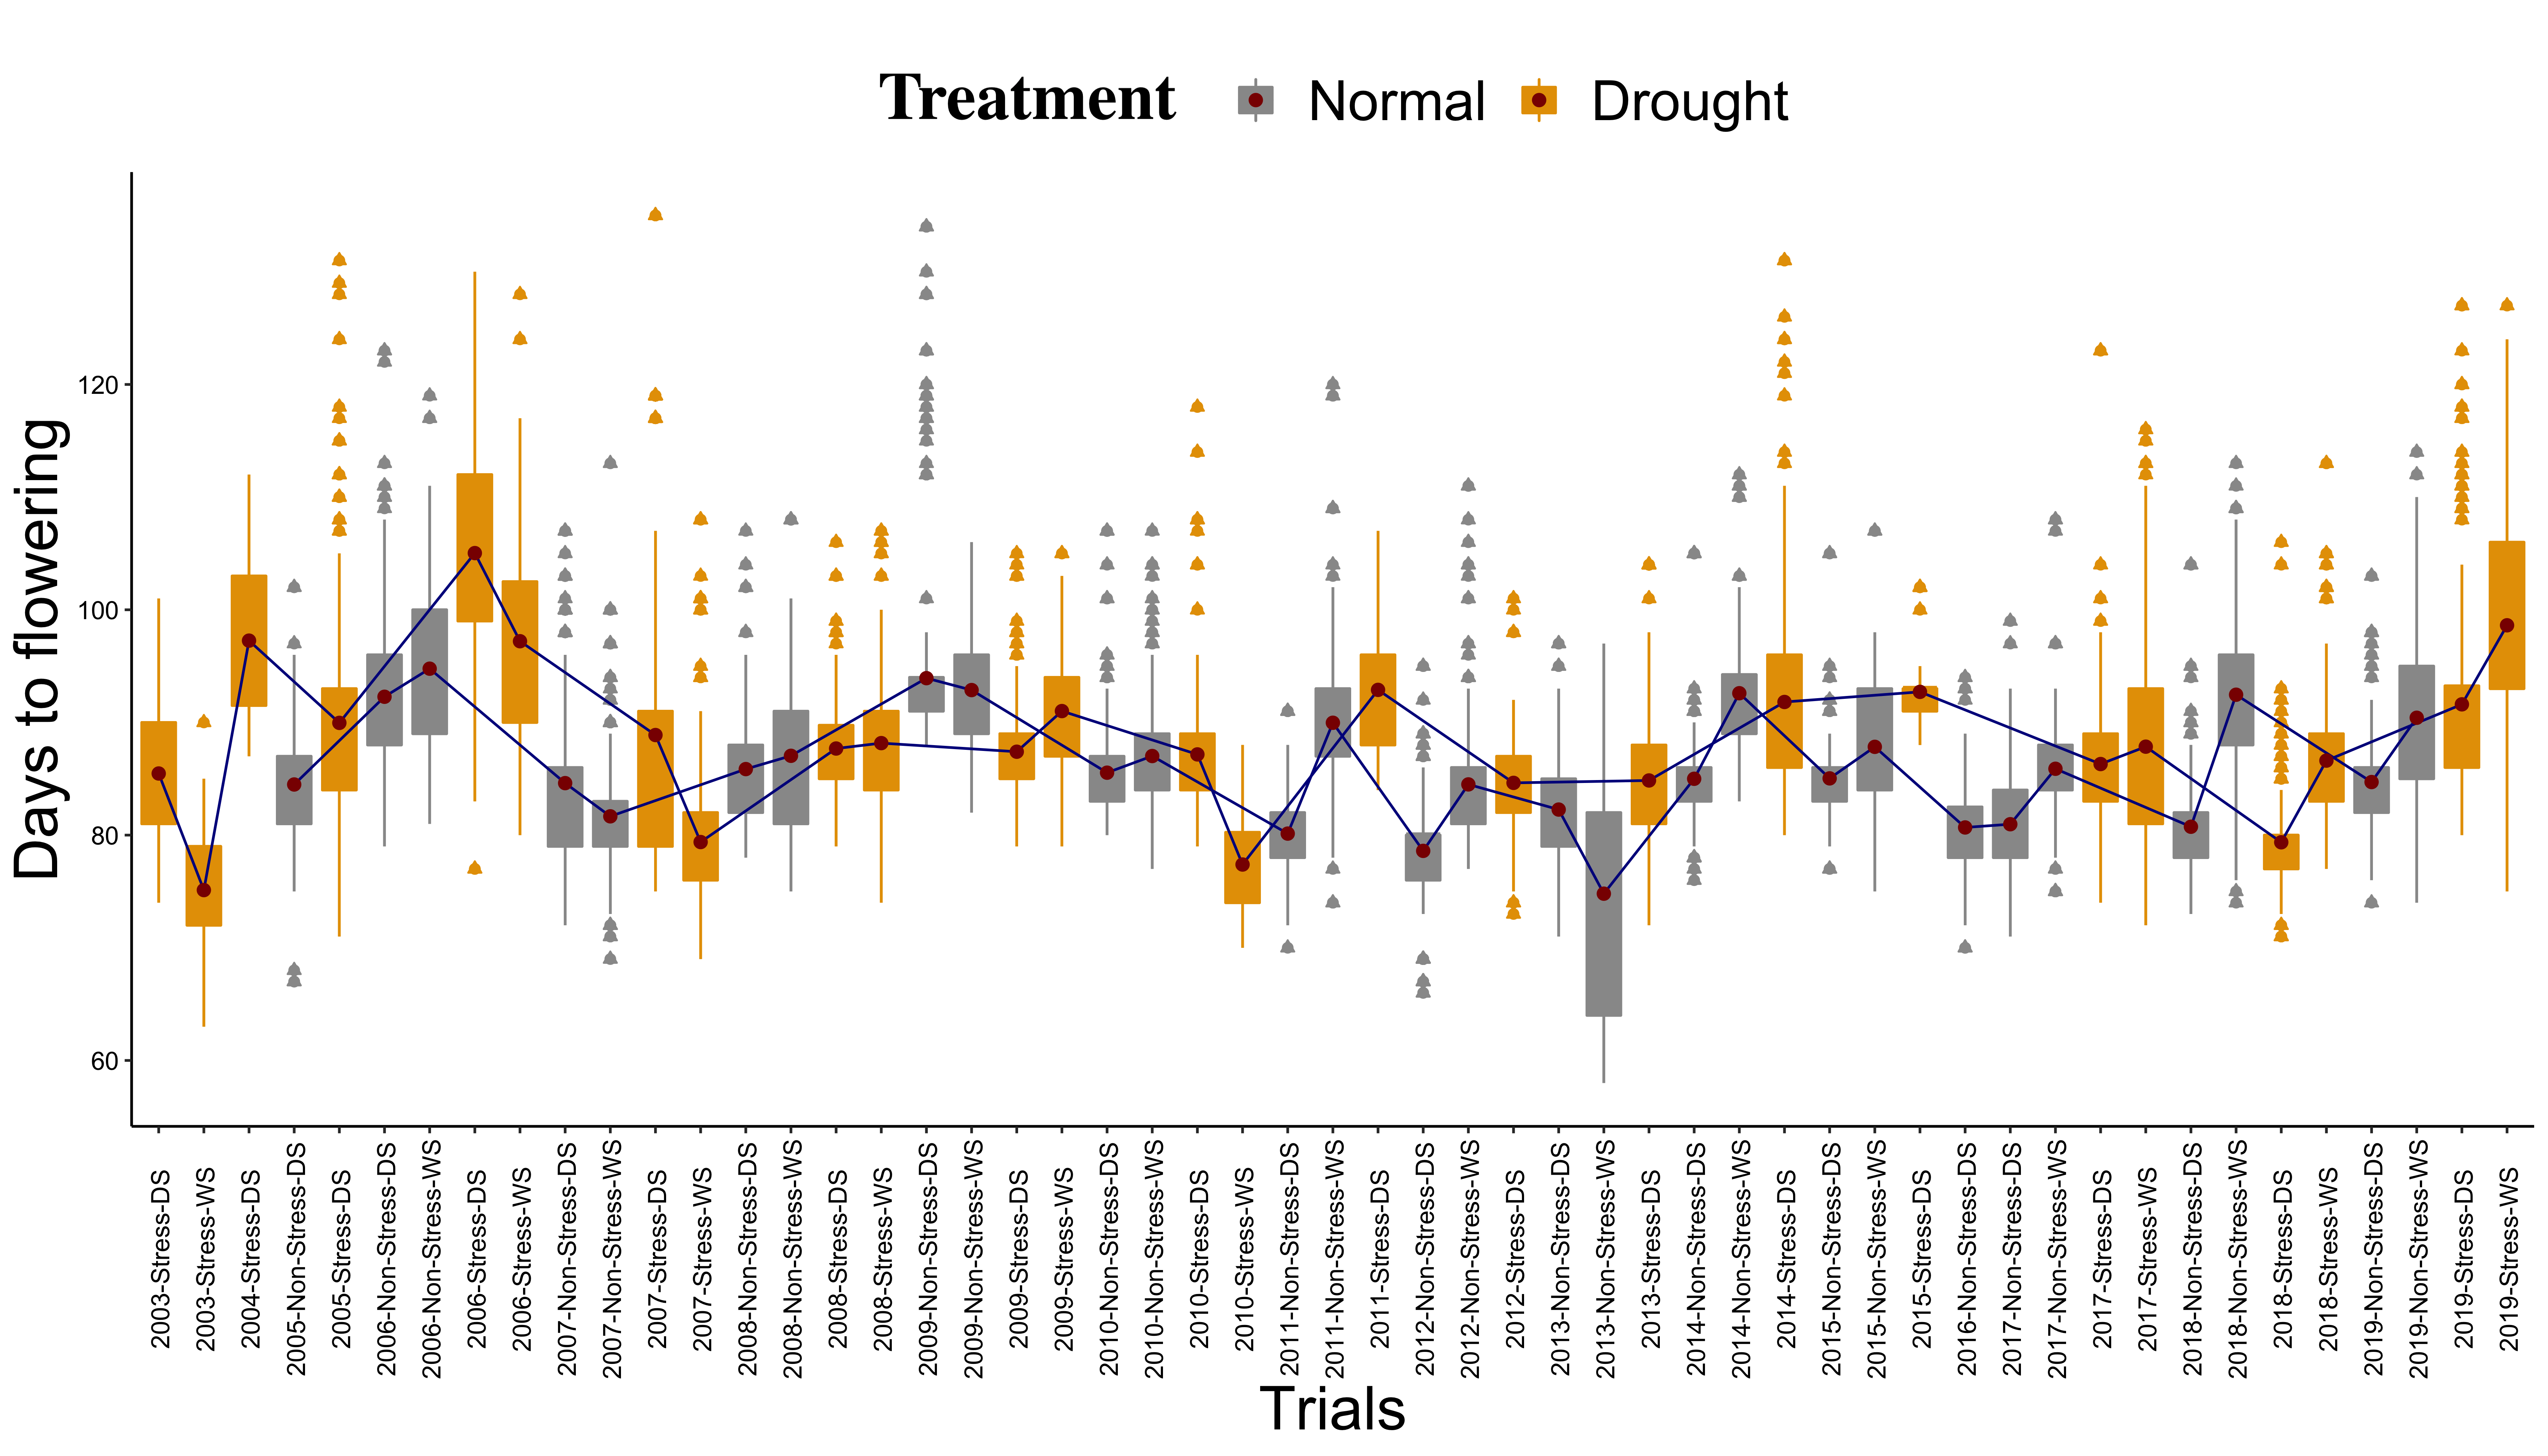 Treatment Normal Drought
Days to flowering
120
100
80
60
2003-Stress-DS
2003-Stress-WS
2004-Stress-DS
2005-Non-Stress-DS
2005-Stress-DS
2006-Non-Stress-DS
2006-Non-Stress-WS
2006-Stress-DS
2006-Stress-WS
2007-Non-Stress-DS
2007-Non-Stress-WS
2007-Stress-DS
2007-Stress-WS
2008-Non-Stress-DS
2008-Non-Stress-WS
2008-Stress-DS
2008-Stress-WS
2009-Non-Stress-DS
2009-Non-Stress-WS
2009-Stress-DS
2009-Stress-WS
2010-Non-Stress-DS
2010-Non-Stress-WS
2010-Stress-DS
2010-Stress-WS
2011-Non-Stress-DS
2011-Non-Stress-WS
2011-Stress-DS
2012-Non-Stress-DS
2012-Non-Stress-WS
2012-Stress-DS
2013-Non-Stress-DS
2013-Non-Stress-WS
2013-Stress-DS
2014-Non-Stress-DS
2014-Non-Stress-WS
2014-Stress-DS
2015-Non-Stress-DS
2015-Non-Stress-WS
2015-Stress-DS
2016-Non-Stress-DS
2017-Non-Stress-DS
2017-Non-Stress-WS
2017-Stress-DS
2017-Stress-WS
2018-Non-Stress-DS
2018-Non-Stress-WS
2018-Stress-DS
2018-Stress-WS
2019-Non-Stress-DS
2019-Non-Stress-WS
2019-Stress-DS
2019-Stress-WS
Trials